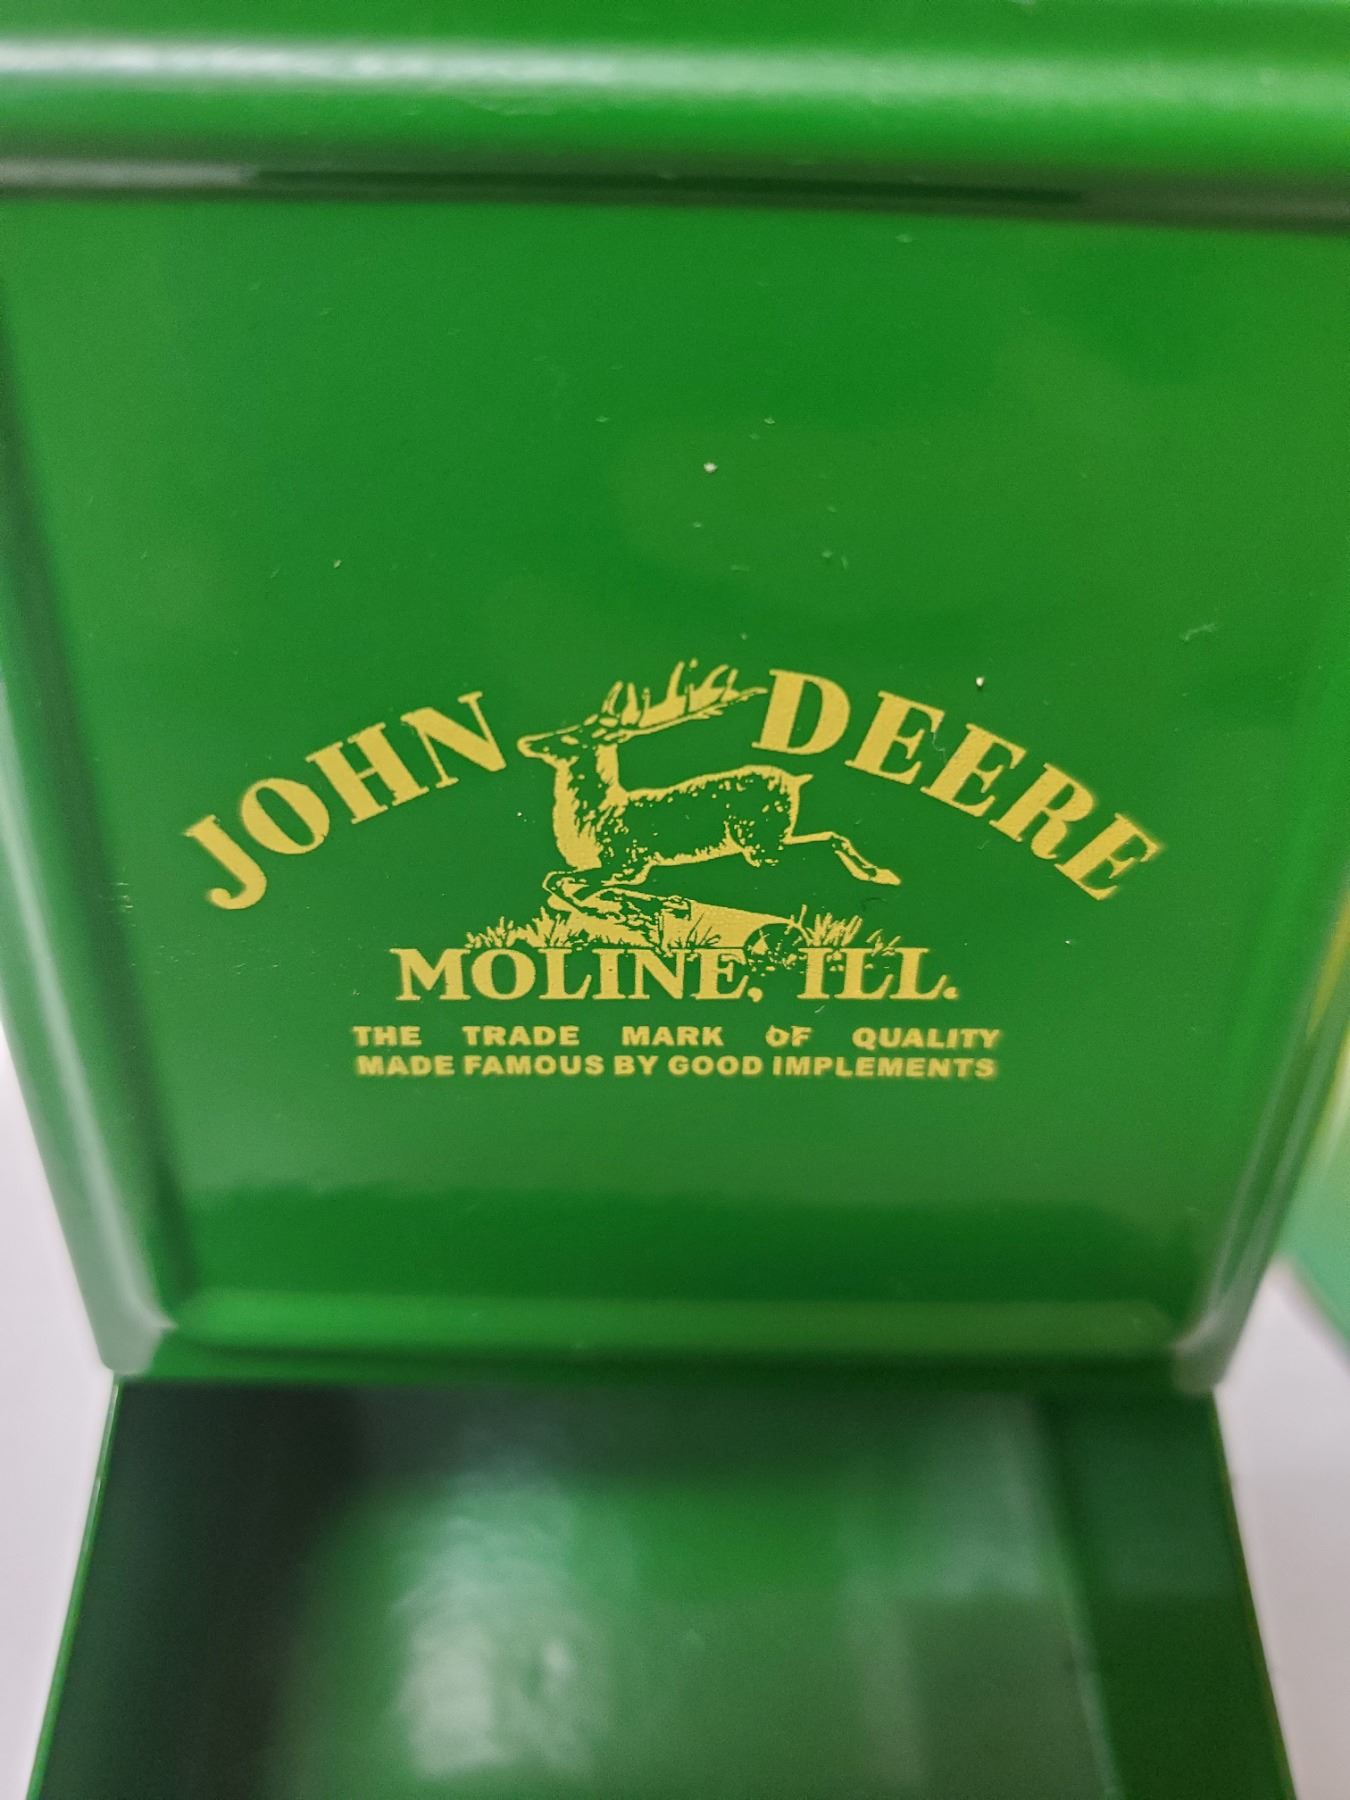 JOHN DEERE
MOLINE, ILL.
THE TRADE MARK OF QUALITY
MADE FAMOUS BY GOOD IMPLEMENTS